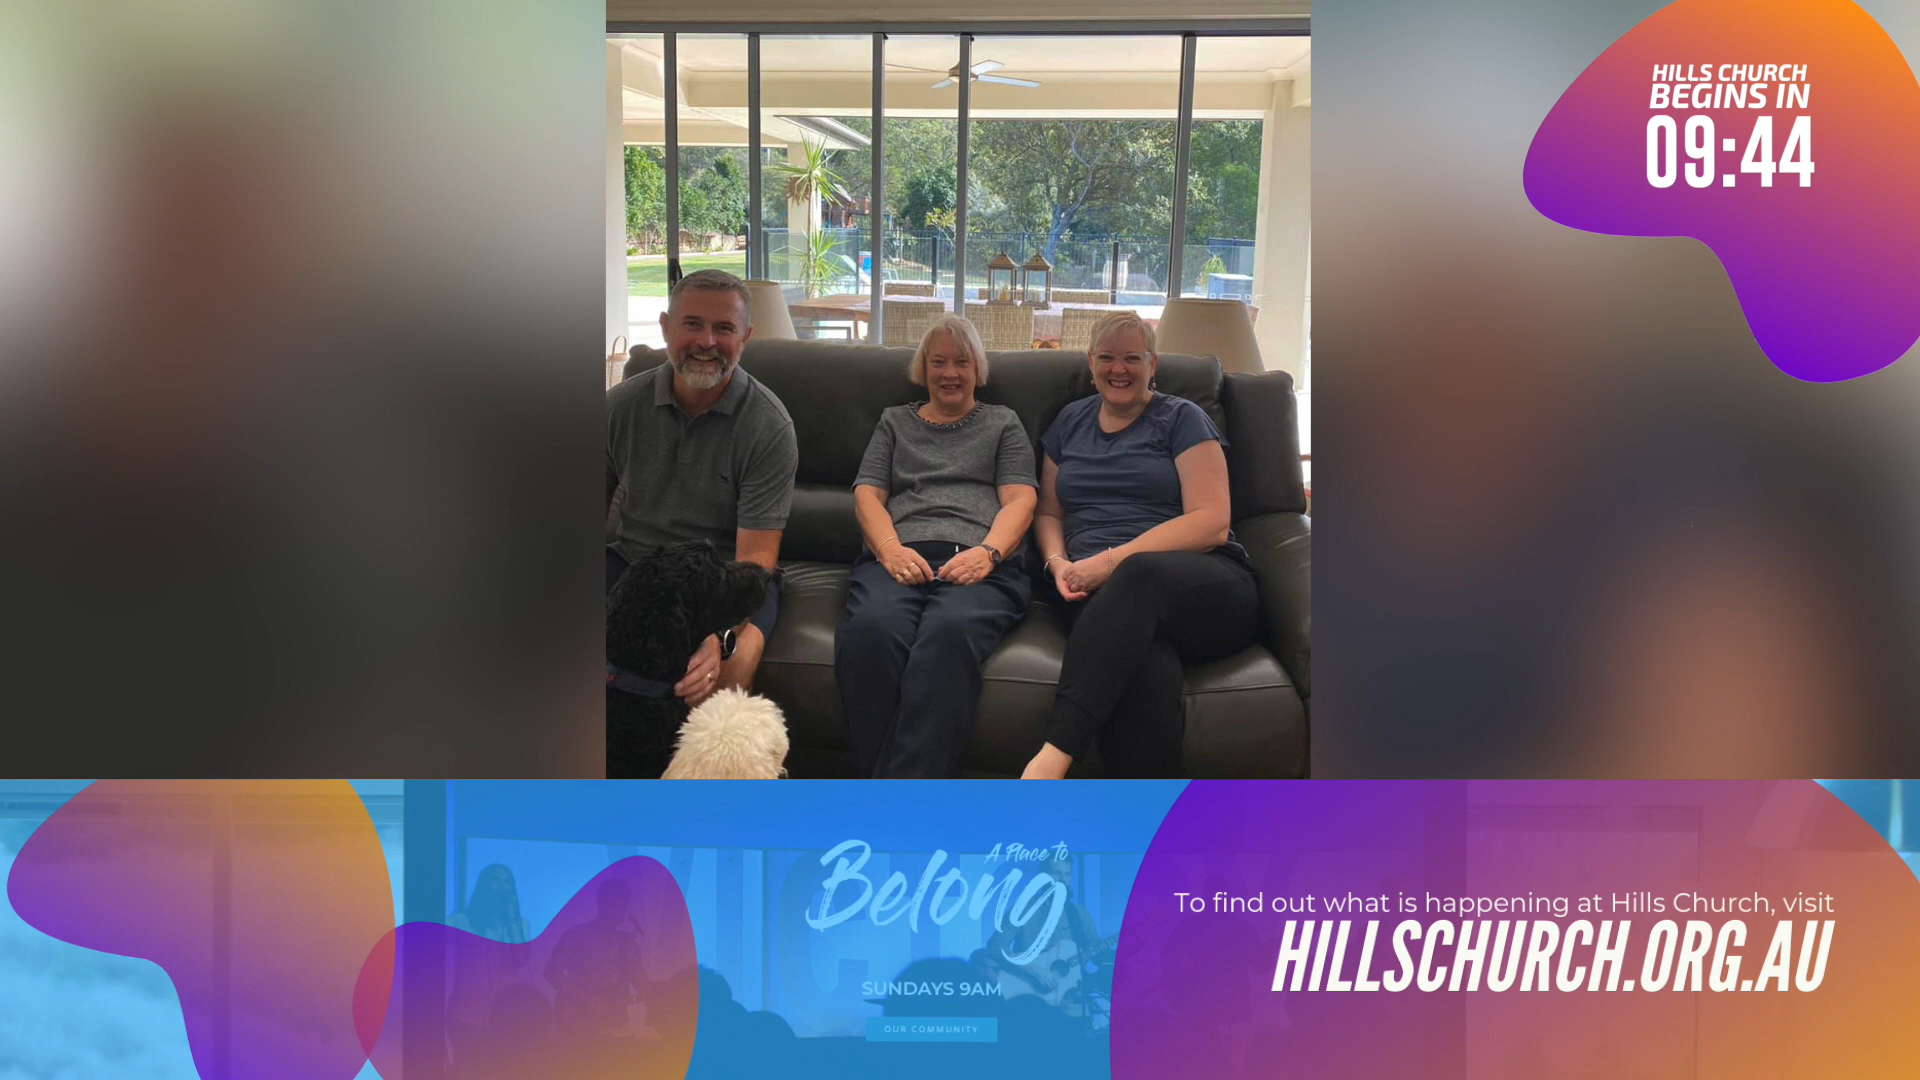 HILLS CHURCH
BEGINS IN
09:44
A Place to
Belong
SUNDAYS 9AM
OUR COMMUNITY
To find out what is happening at Hills Church, visit
HILLSCHURCH.ORG.AU